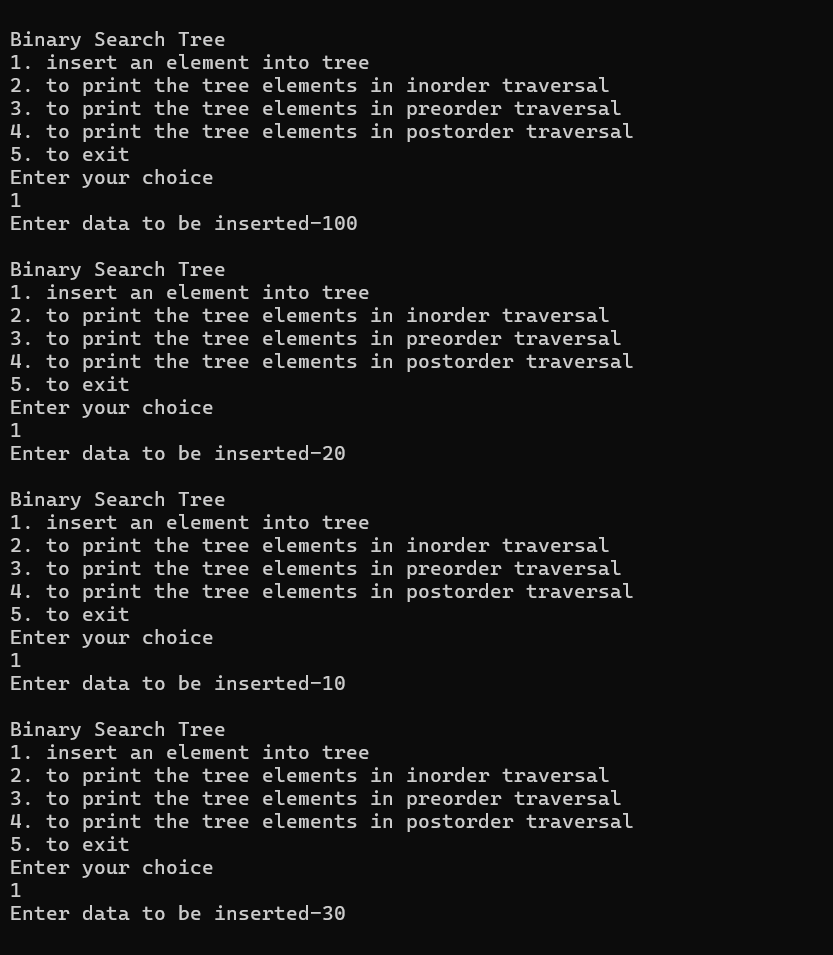 Binary Search Tree
1. insert an element into tree
2. to print the tree elements in inorder traversal
3. to print the tree elements in preorder traversal
4. to print the tree elements in postorder traversal
5. to exit
Enter your choice
1
Enter data to be inserted-100
Binary Search Tree
1. insert an element into tree
2. to print the tree elements in inorder traversal
3. to print the tree elements in preorder traversal
4. to print the tree elements in postorder traversal
5. to exit
Enter your choice
1
Enter data to be inserted-20
Binary Search Tree
1. insert an element into tree
2. to print the tree elements in inorder traversal
3. to print the tree elements in preorder traversal
4. to print the tree elements in postorder traversal
5. to exit
Enter your choice
1
Enter data to be inserted-10
Binary Search Tree
1. insert an element into tree
2. to print the tree elements in inorder traversal
3. to print the tree elements in preorder traversal
4. to print the tree elements in postorder traversal
5. to exit
Enter your choice
1
Enter data to be inserted-30